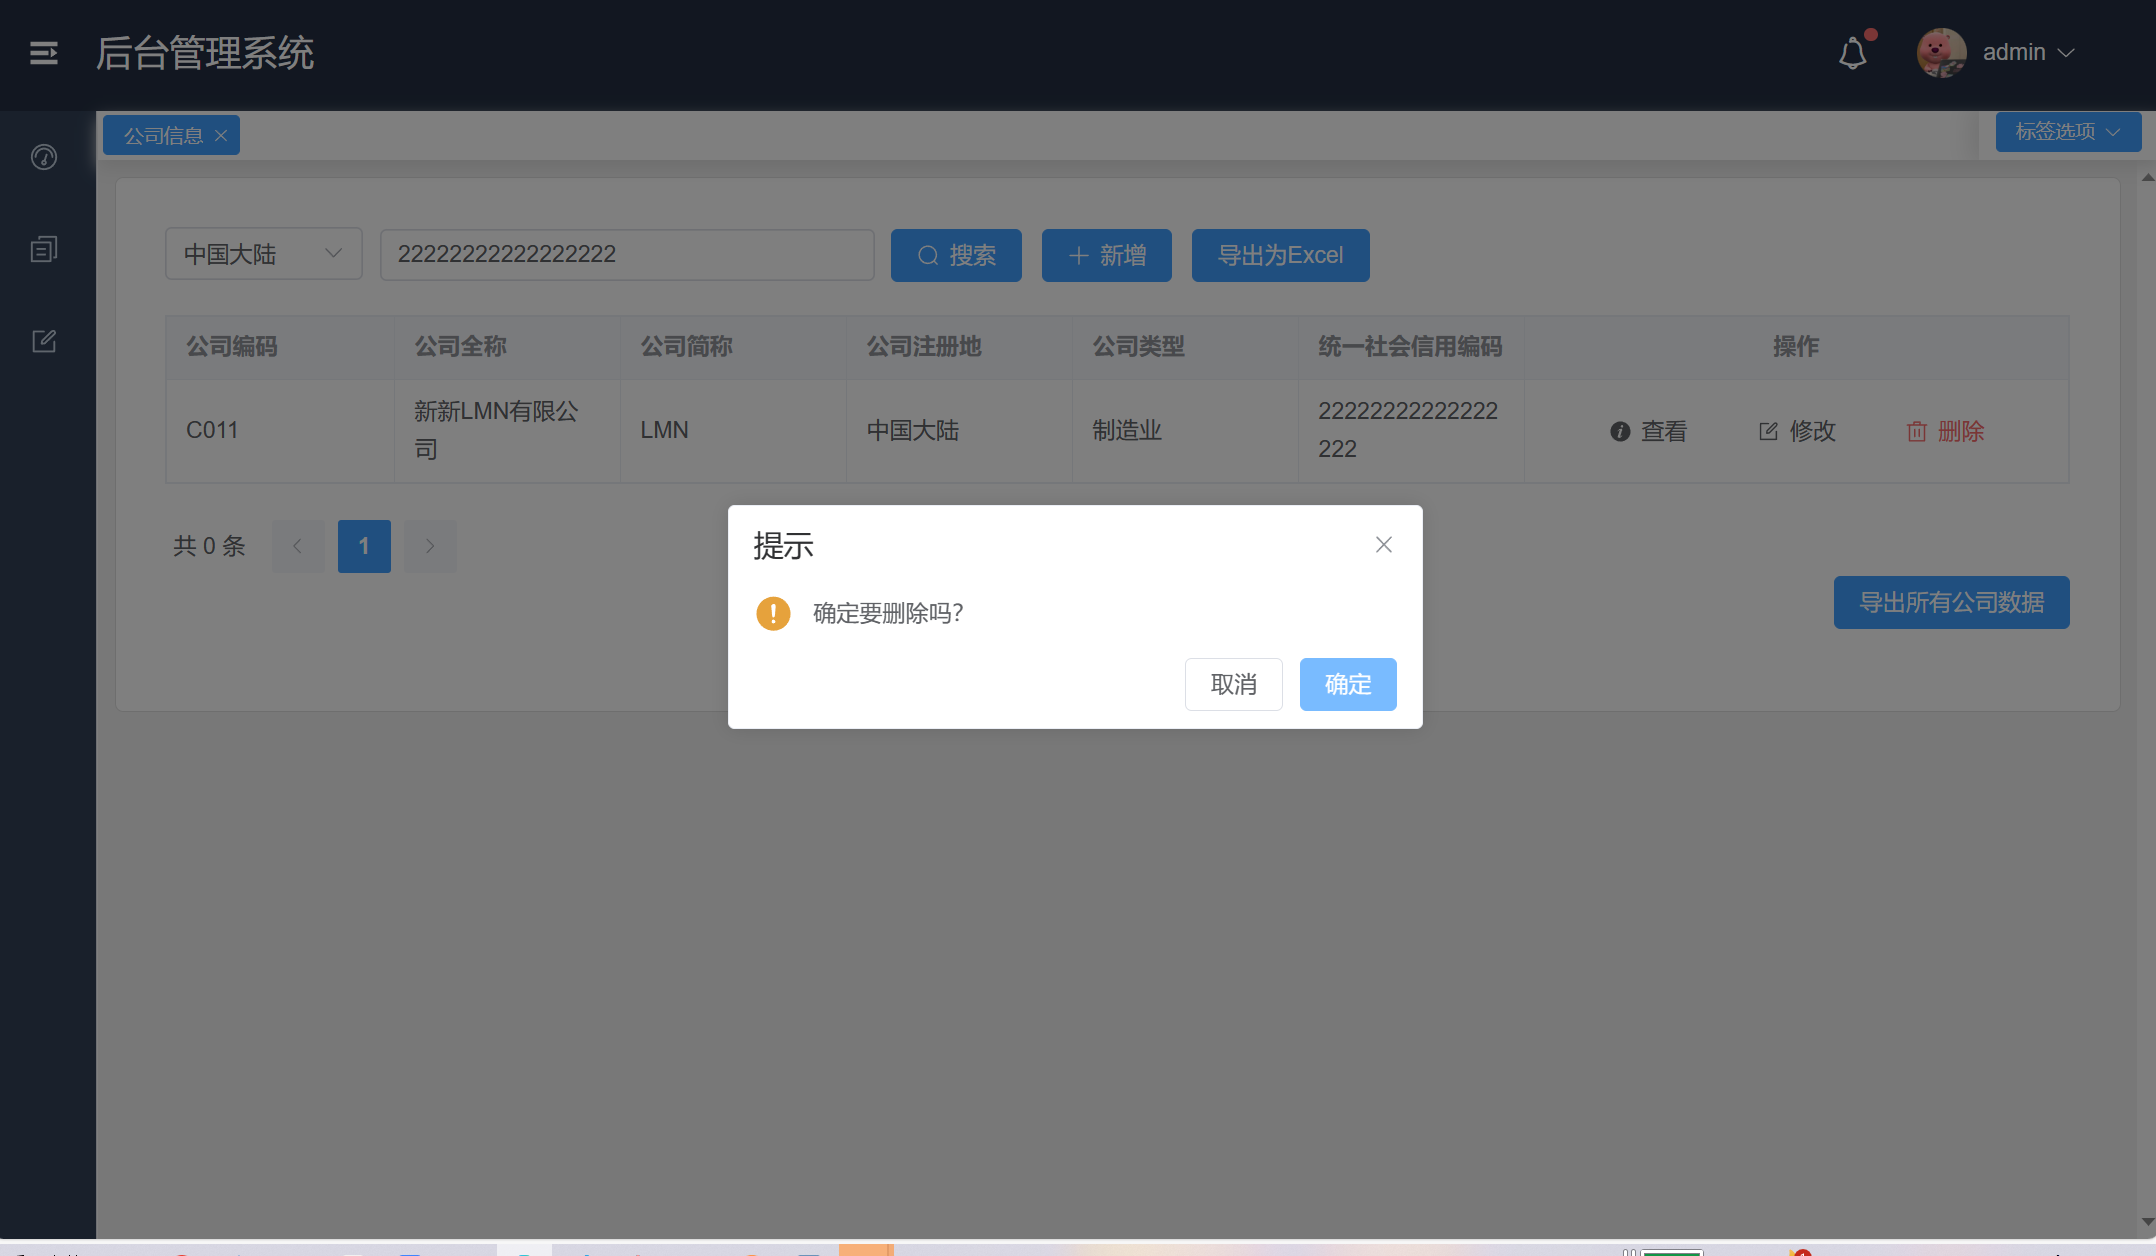 后台管理系统
admin
公司信息
标签选项
中国大陆
22222222222222222
搜索
新增
导出为Excel
公司编码 公司全称 公司简称 公司注册地 公司类型 统一社会信用编码 操作
C011 新新LMN有限公 LMN 中国大陆 制造业 22222222222222 查看 修改 删除
司 222
共 0 条
1
导出所有公司数据
提示
确定要删除吗?
取消
确定